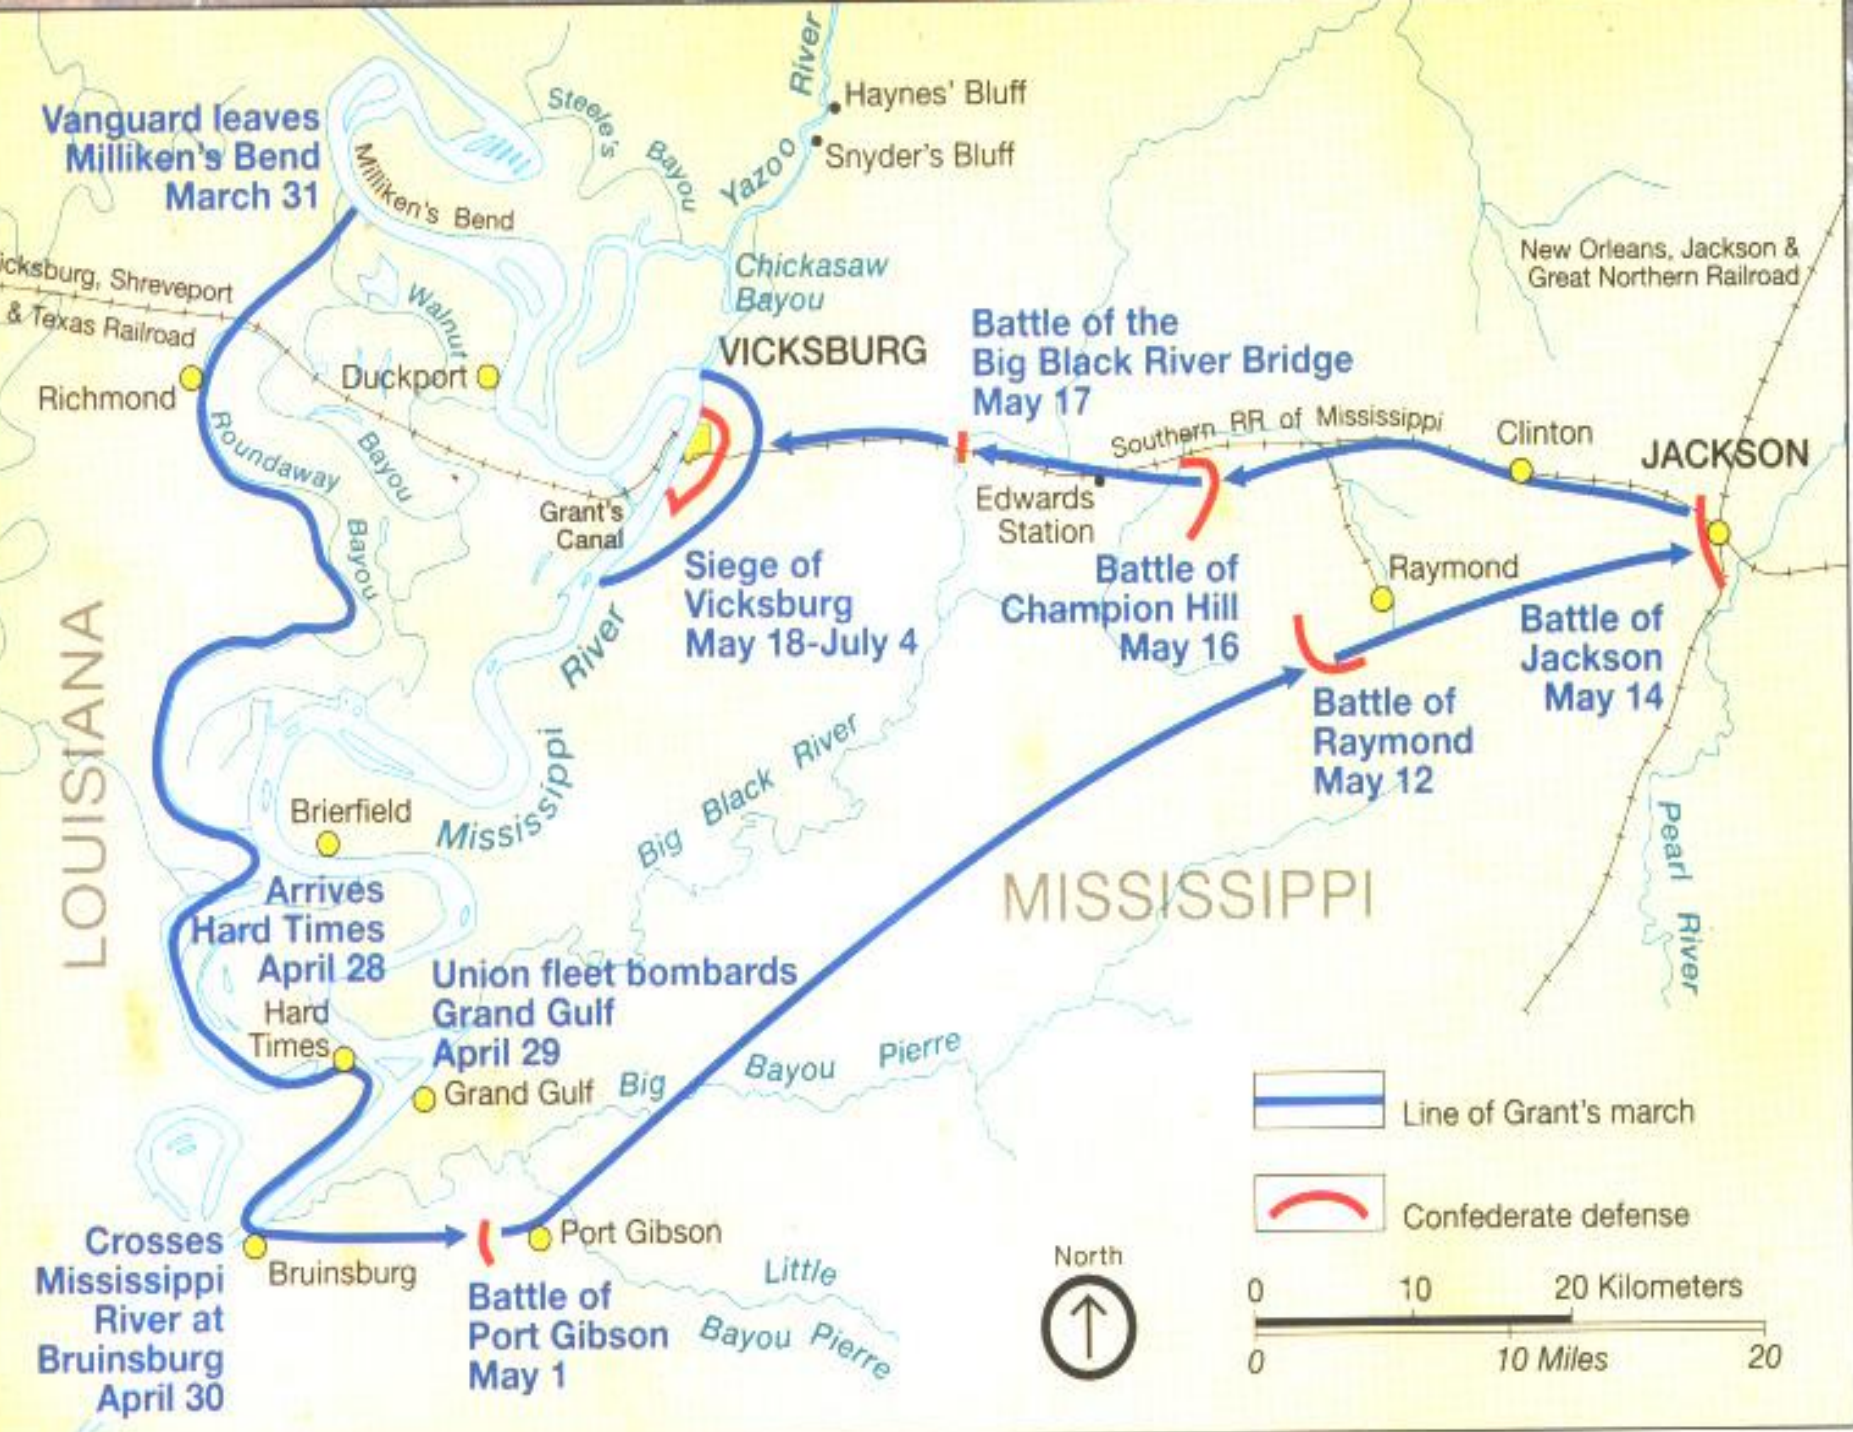 Vanguard leaves
Milliken's Bend
March 31
Milliken's Bend
Steele's
Bayou
Yazoo
River
Haynes' Bluff
Snyder's Bluff
Chickasaw
Bayou
icksburg, Shreveport
& Texas Railroad
Richmond
Walnut
Bayou
Duckport
Roundaway
Bayou
Grant's
Canal
VICKSBURG
Siege of
Vicksburg
May 18-July 4
Battle of the
Big Black River Bridge
May 17
Southern RR of Mississippi
Edwards
Station
Clinton
JACKSON
New Orleans, Jackson &
Great Northern Railroad
Battle of
Champion Hill
May 16
Raymond
Battle of
Raymond
May 12
Battle of
Jackson
May 14
LOUISIANA
MISSISSIPPI
Mississippi
River
Big Black River
Pearl River
Brierfield
Arrives
Hard Times
April 28
Hard
Times
Union fleet bombards
Grand Gulf
April 29
Grand Gulf
Big Bayou Pierre
Crosses
Mississippi
River at
Bruinsburg
April 30
Bruinsburg
Port Gibson
Battle of
Port Gibson
May 1
Little
Bayou Pierre
North
Line of Grant's march
Confederate defense
0 10 20 Kilometers
0 10 Miles 20